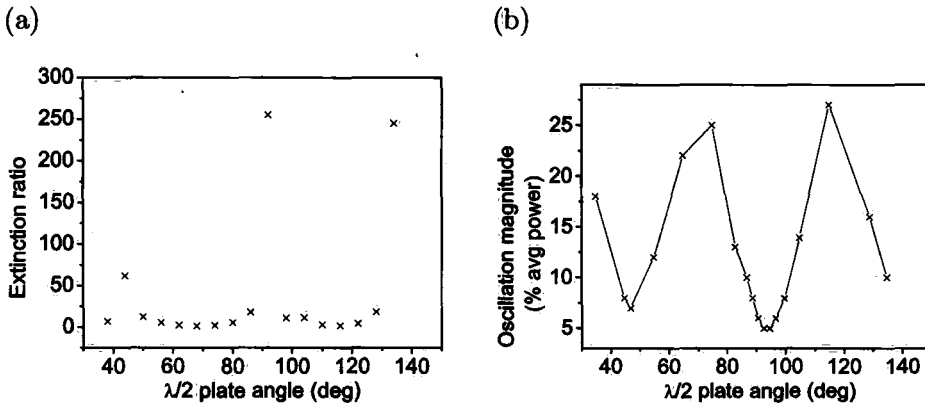 (a)
(b)
Extinction ratio
300
250
200
150
100
50
0
40 60 80 100 120 140
λ/2 plate angle (deg)
Oscillation magnitude
(% avg power)
25
20
15
10
5
40 60 80 100 120 140
λ/2 plate angle (deg)